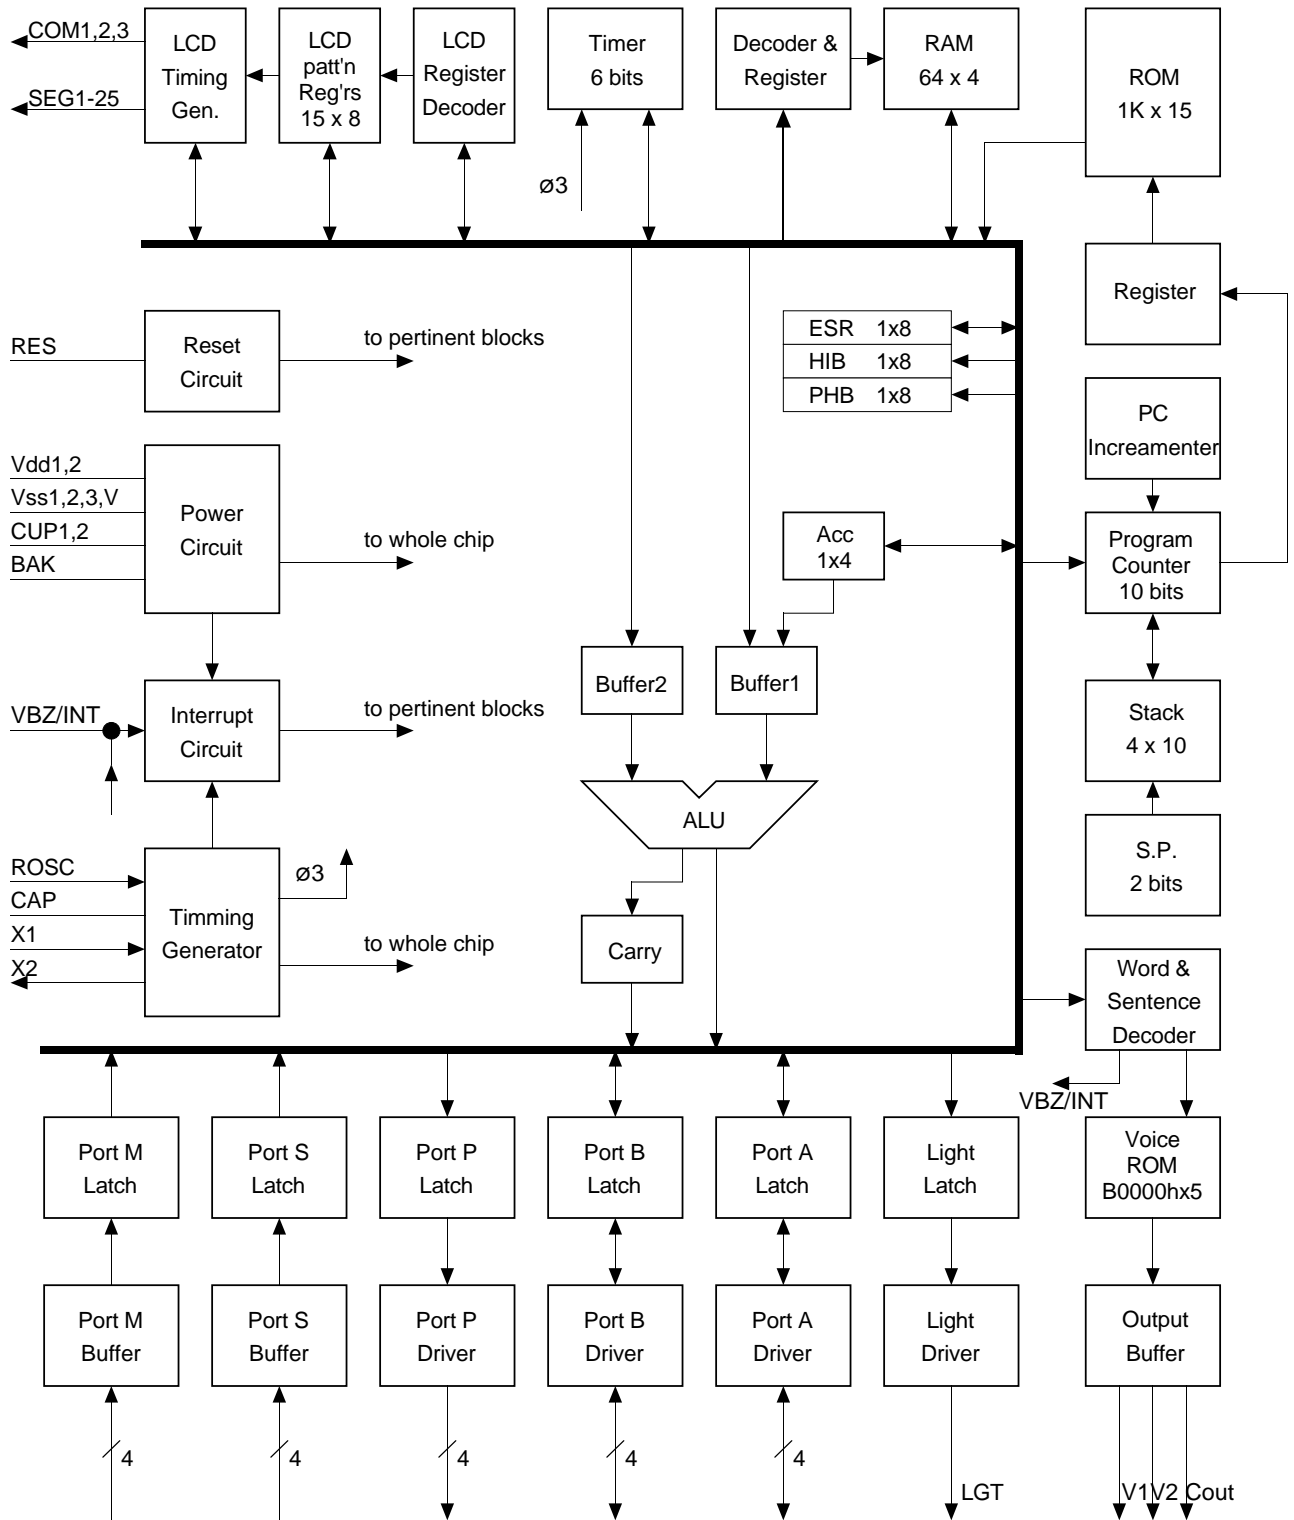 COM1,2,3
SEG1-25
LCD
Timing
Gen.
LCD
patt'n
Reg'rs
15 x 8
LCD
Register
Decoder
Timer
6 bits
ø3
Decoder &
Register
RAM
64 x 4
ROM
1K x 15
Register
RES
Reset
Circuit
to pertinent blocks
ESR 1x8
HIB 1x8
PHB 1x8
PC
Increamenter
Vdd1,2
Vss1,2,3,V
CUP1,2
BAK
Power
Circuit
to whole chip
Acc
1x4
Program
Counter
10 bits
VBZ/INT
Interrupt
Circuit
to pertinent blocks
Buffer2
Buffer1
Stack
4 x 10
ALU
S.P.
2 bits
ROSC
CAP
X1
X2
Timming
Generator
ø3
to whole chip
Carry
Word &
Sentence
Decoder
VBZ/INT
Port M
Latch
Port S
Latch
Port P
Latch
Port B
Latch
Port A
Latch
Light
Latch
Voice
ROM
B0000hx5
Port M
Buffer
Port S
Buffer
Port P
Driver
Port B
Driver
Port A
Driver
Light
Driver
Output
Buffer
4
4
4
4
4
LGT
V1V2 Cout